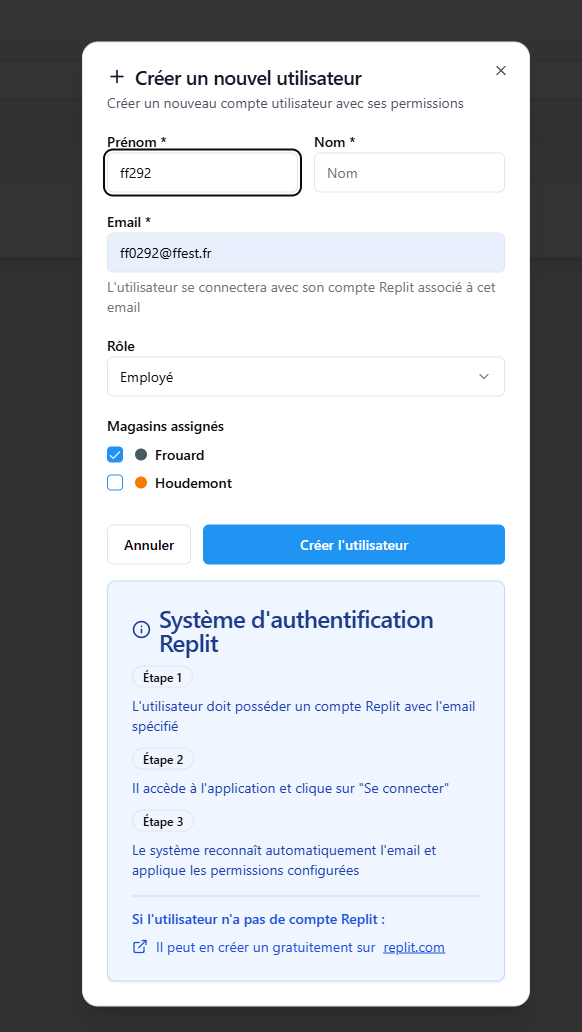 Créer un nouvel utilisateur
Créer un nouveau compte utilisateur avec ses permissions
Prénom * Nom *
ff292 Nom
Email *
ff0292@ffest.fr
L'utilisateur se connectera avec son compte Replit associé à cet
email
Rôle
Employé
Magasins assignés
Frouard
Houdemont
Annuler Créer l'utilisateur
Système d'authentification
Replit
Étape 1
L'utilisateur doit posséder un compte Replit avec l'email
spécifié
Étape 2
Il accède à l'application et clique sur "Se connecter"
Étape 3
Le système reconnaît automatiquement l'email et
applique les permissions configurées
Si l'utilisateur n'a pas de compte Replit :
Il peut en créer un gratuitement sur replit.com